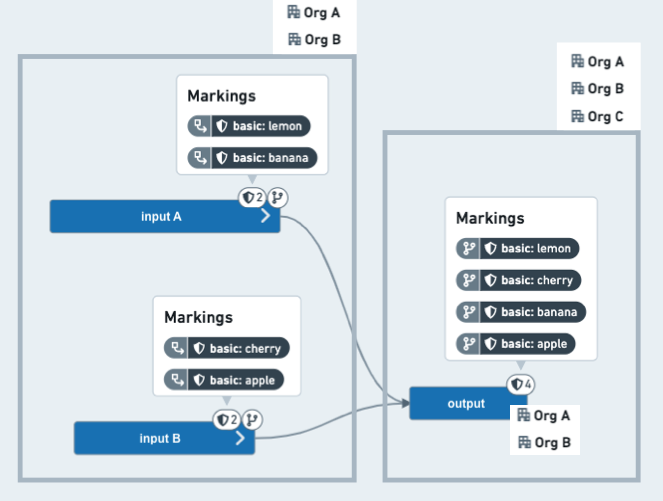 Org A
Org B
Org A
Org B
Org C
Markings
basic: lemon
basic: banana
2
input A
Markings
basic: lemon
basic: cherry
basic: banana
basic: apple
4
output
Org A
Org B
Markings
basic: cherry
basic: apple
2
input B